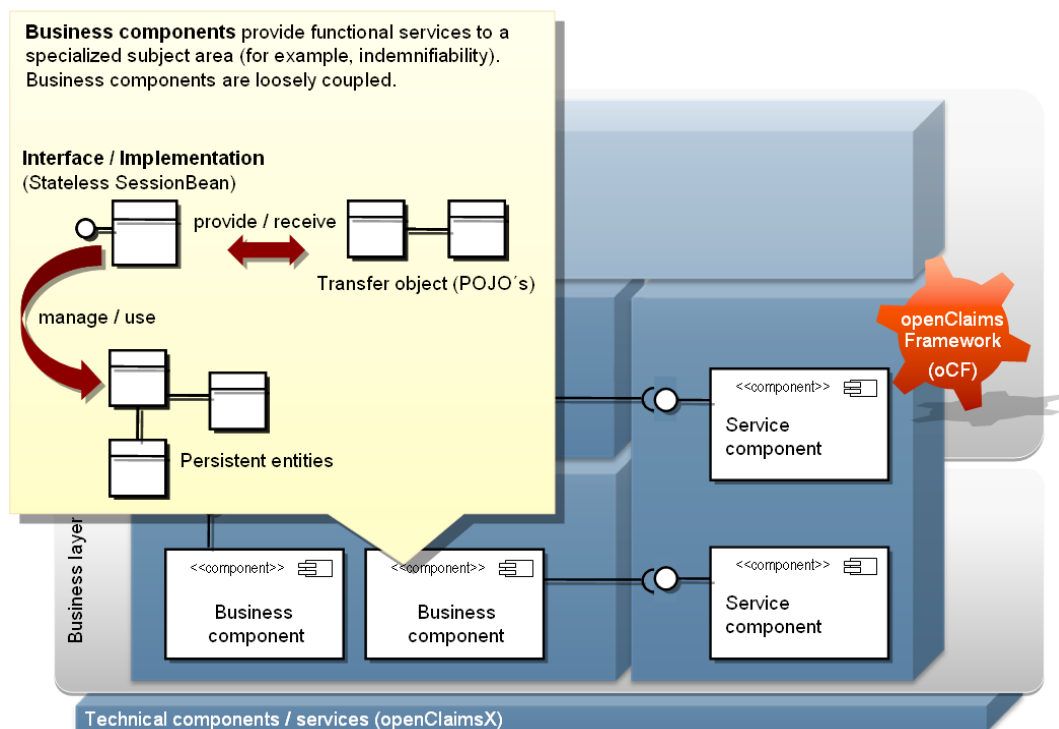 Business components provide functional services to a
specialized subject area (for example, indemnifiability).
Business components are loosely coupled.
Interface / Implementation
(Stateless SessionBean)
provide / receive
Transfer object (POJO´s)
manage / use
Persistent entities
openClaims
Framework
(oCF)
<<component>>
Service
component
Business layer
<<component>>
Business
component
<<component>>
Business
component
<<component>>
Service
component
Technical components / services (openClaimsX)